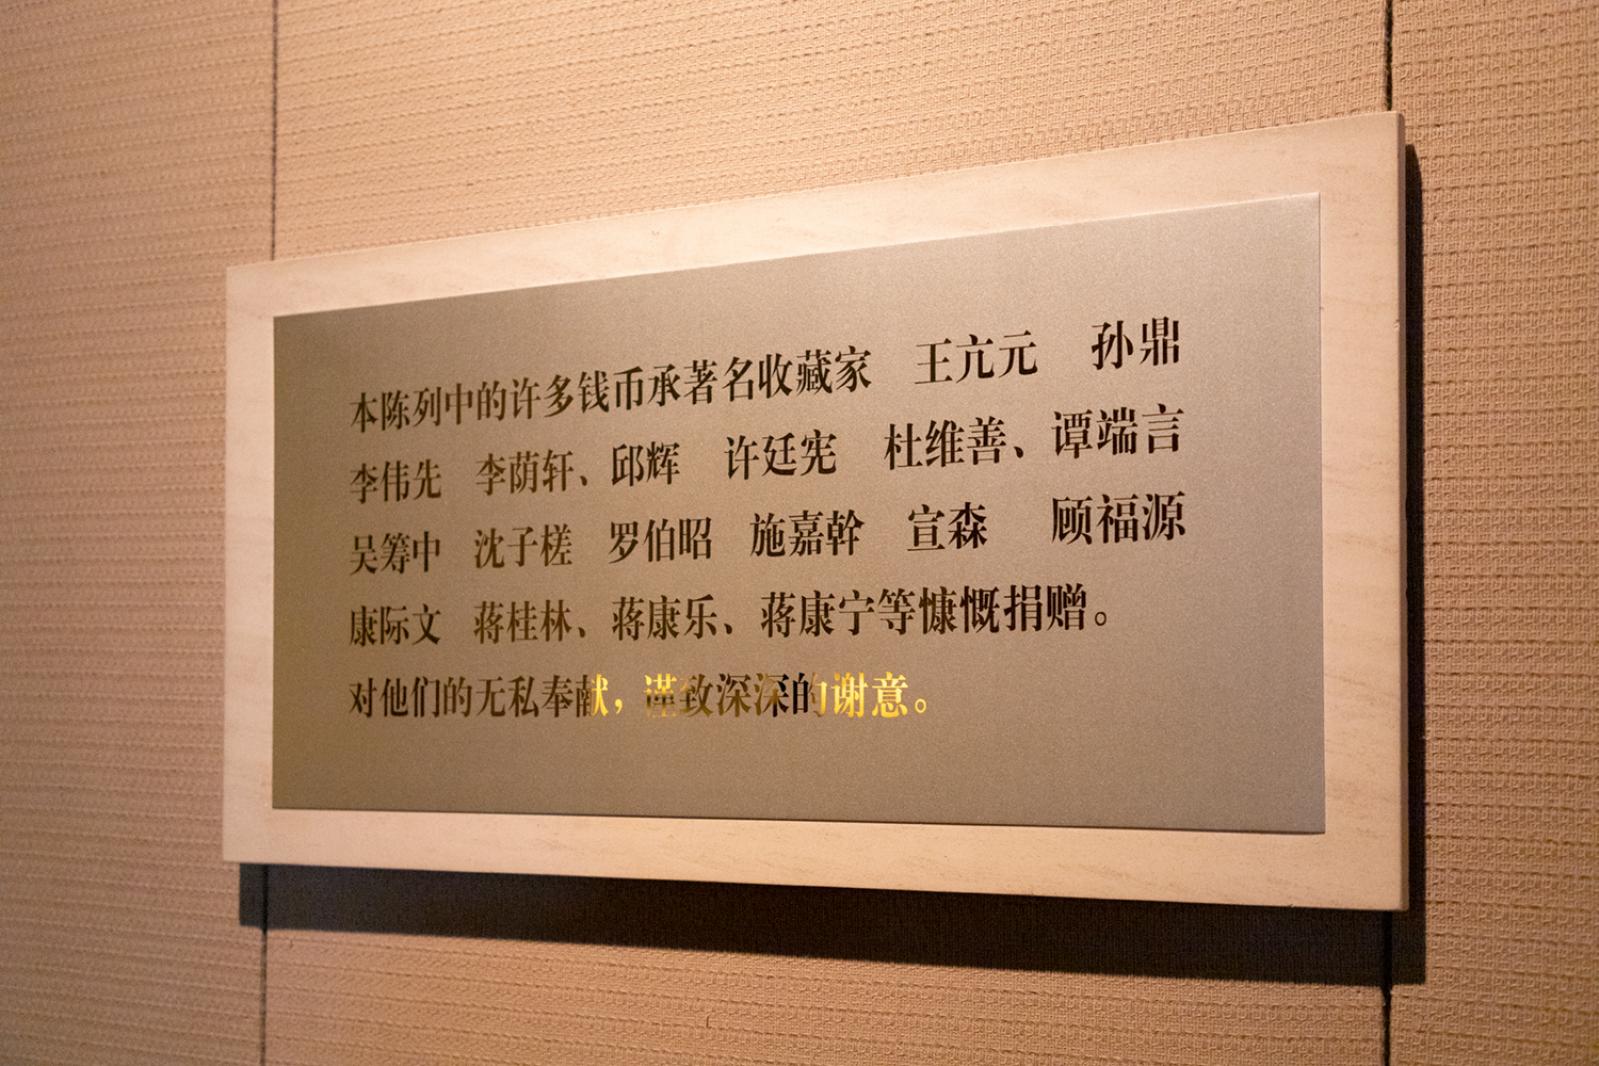 本陈列中的许多钱币承著名收藏家 王亢元 孙鼎
李伟先 李荫轩、邱辉 许廷宪 杜维善、谭端言
吴筹中 沈子槎 罗伯昭 施嘉幹 宣森 顾福源
康际文 蒋桂林、蒋康乐、蒋康宁等慷慨捐赠。
对他们的无私奉献，谨致深深的谢意。